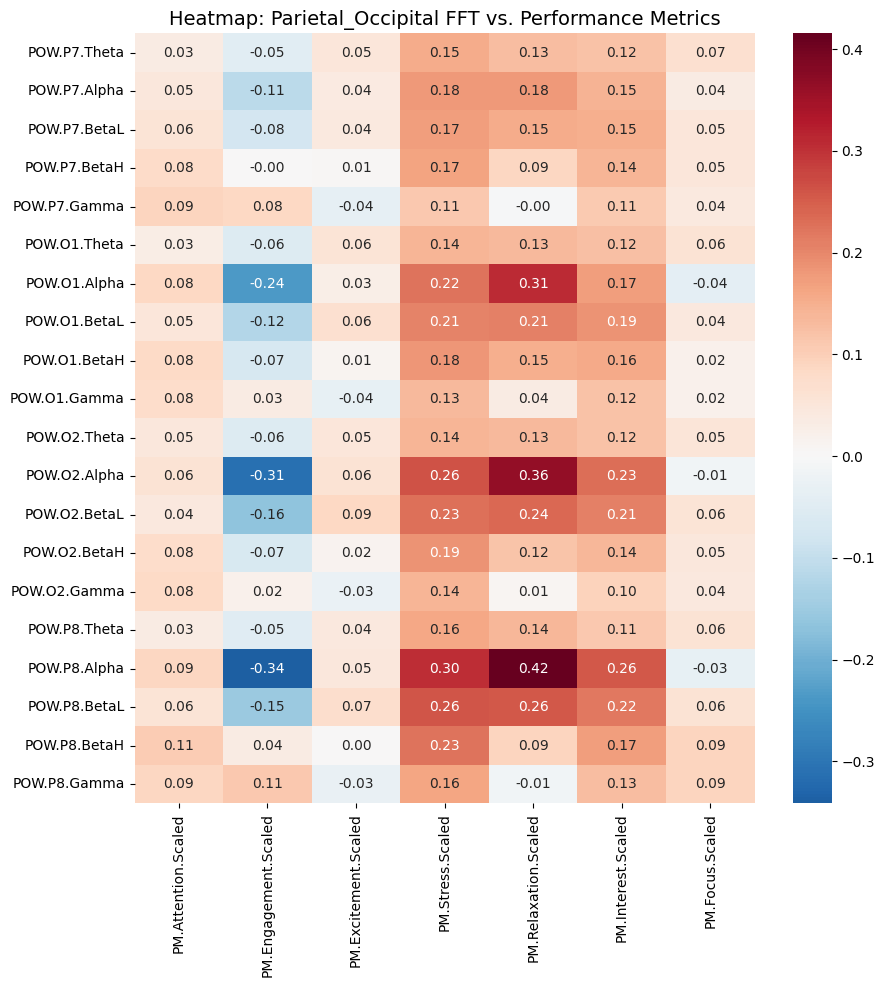 Heatmap: Parietal_Occipital FFT vs. Performance Metrics
POW.P7.Theta 0.03 -0.05 0.05 0.15 0.13 0.12 0.07
POW.P7.Alpha 0.05 -0.11 0.04 0.18 0.18 0.15 0.04
POW.P7.BetaL 0.06 -0.08 0.04 0.17 0.15 0.15 0.05
POW.P7.BetaH 0.08 -0.00 0.01 0.17 0.09 0.14 0.05
POW.P7.Gamma 0.09 0.08 -0.04 0.11 -0.00 0.11 0.04
POW.O1.Theta 0.03 -0.06 0.06 0.14 0.13 0.12 0.06
POW.O1.Alpha 0.08 -0.24 0.03 0.22 0.31 0.17 -0.04
POW.O1.BetaL 0.05 -0.12 0.06 0.21 0.21 0.19 0.04
POW.O1.BetaH 0.08 -0.07 0.01 0.18 0.15 0.16 0.02
POW.O1.Gamma 0.08 0.03 -0.04 0.13 0.04 0.12 0.02
POW.O2.Theta 0.05 -0.06 0.05 0.14 0.13 0.12 0.05
POW.O2.Alpha 0.06 -0.31 0.06 0.26 0.36 0.23 -0.01
POW.O2.BetaL 0.04 -0.16 0.09 0.23 0.24 0.21 0.06
POW.O2.BetaH 0.08 -0.07 0.02 0.19 0.12 0.14 0.05
POW.O2.Gamma 0.08 0.02 -0.03 0.14 0.01 0.10 0.04
POW.P8.Theta 0.03 -0.05 0.04 0.16 0.14 0.11 0.06
POW.P8.Alpha 0.09 -0.34 0.05 0.30 0.42 0.26 -0.03
POW.P8.BetaL 0.06 -0.15 0.07 0.26 0.26 0.22 0.06
POW.P8.BetaH 0.11 0.04 0.00 0.23 0.09 0.17 0.09
POW.P8.Gamma 0.09 0.11 -0.03 0.16 -0.01 0.13 0.09
PM.Attention.Scaled
PM.Engagement.Scaled
PM.Excitement.Scaled
PM.Stress.Scaled
PM.Relaxation.Scaled
PM.Interest.Scaled
PM.Focus.Scaled
0.4
0.3
0.2
0.1
0.0
−0.1
−0.2
−0.3